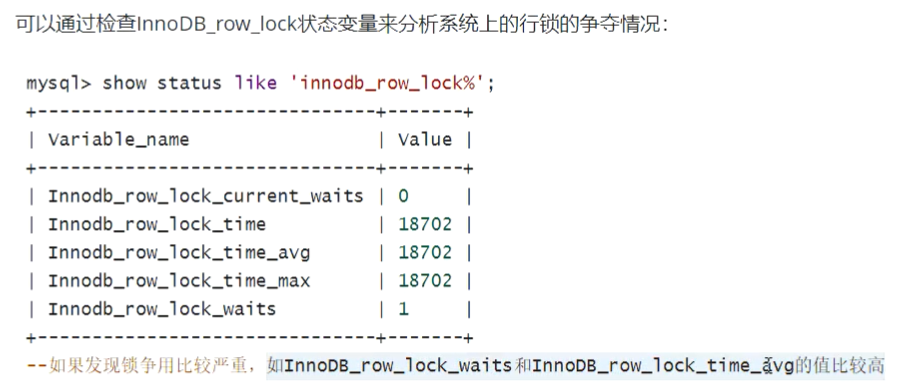 可以通过检查InnoDB_row_lock状态变量来分析系统上的行锁的争夺情况：
mysql> show status like 'innodb_row_lock%';
+-------------------------------+-------+
| Variable_name                 | Value |
+-------------------------------+-------+
| Innodb_row_lock_current_waits | 0     |
| Innodb_row_lock_time          | 18702 |
| Innodb_row_lock_time_avg      | 18702 |
| Innodb_row_lock_time_max      | 18702 |
| Innodb_row_lock_waits         | 1     |
+-------------------------------+-------+
--如果发现锁争用比较严重，如InnoDB_row_lock_waits和InnoDB_row_lock_time_avg的值比较高